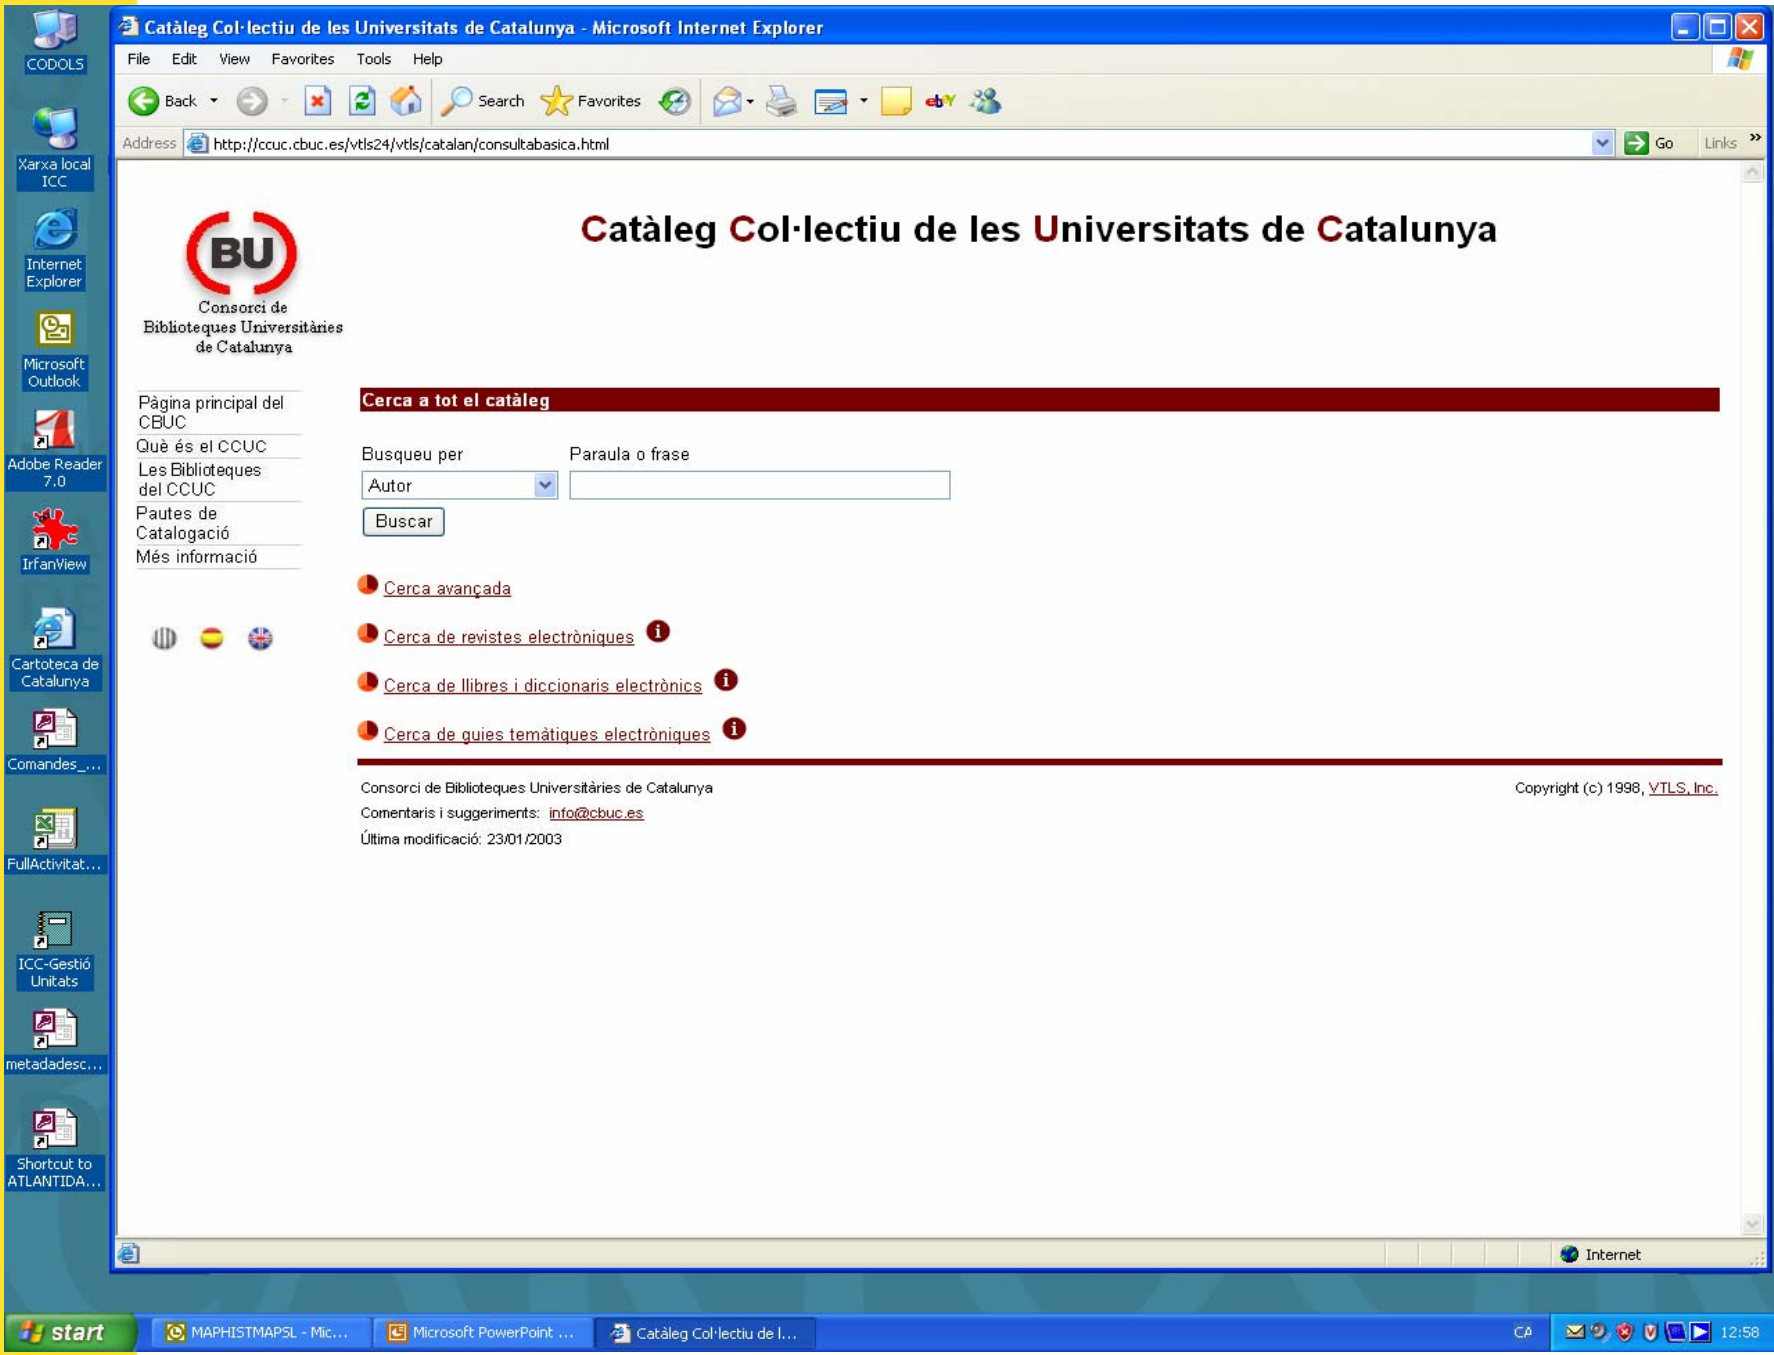 CODOLS
Xarxa local
ICC
Internet
Explorer
Microsoft
Outlook
Adobe Reader
7.0
IrfanView
Cartoteca de
Catalunya
Comandes_...
FullActivitat...
ICC-Gestió
Unitats
metadadesc...
Shortcut to
ATLANTIDA...
Catàleg Col·lectiu de les Universitats de Catalunya - Microsoft Internet Explorer
File Edit View Favorites Tools Help
Back Search Favorites ebY
Address http://ccuc.cbuc.es/vtls24/vtls/catalan/consultabasica.html Go Links »
BU
Consorci de
Biblioteques Universitàries
de Catalunya
Catàleg Col·lectiu de les Universitats de Catalunya
Pàgina principal del
CBUC
Què és el CCUC
Les Biblioteques
del CCUC
Pautes de
Catalogació
Més informació
Cerca a tot el catàleg
Busqueu per Paraula o frase
Autor
Buscar
Cerca avançada
Cerca de revistes electròniques i
Cerca de llibres i diccionaris electrònics i
Cerca de guies temàtiques electròniques i
Consorci de Biblioteques Universitàries de Catalunya
Comentaris i suggeriments: info@cbuc.es
Última modificació: 23/01/2003
Copyright (c) 1998, VTLS, Inc.
Internet
start
MAPHISTMAPSL - Mic...
Microsoft PowerPoint ...
Catàleg Col·lectiu de l...
CA
12:58